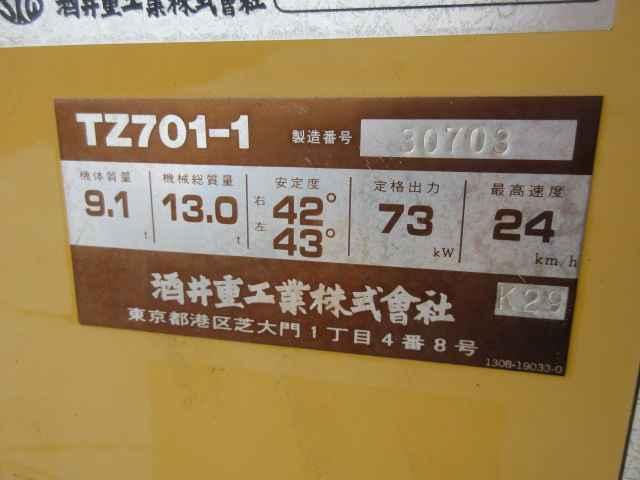 酒井重工業株式會社
TZ701-1 製造番号 30703
機体質量 機械総質量 安定度 定格出力 最高速度
9.1 t 13.0 t 右 42° 左 43° 73 kW 24 km/h
酒井重工業株式會社 K29
東京都港区芝大門1丁目4番8号
1308-19033-0